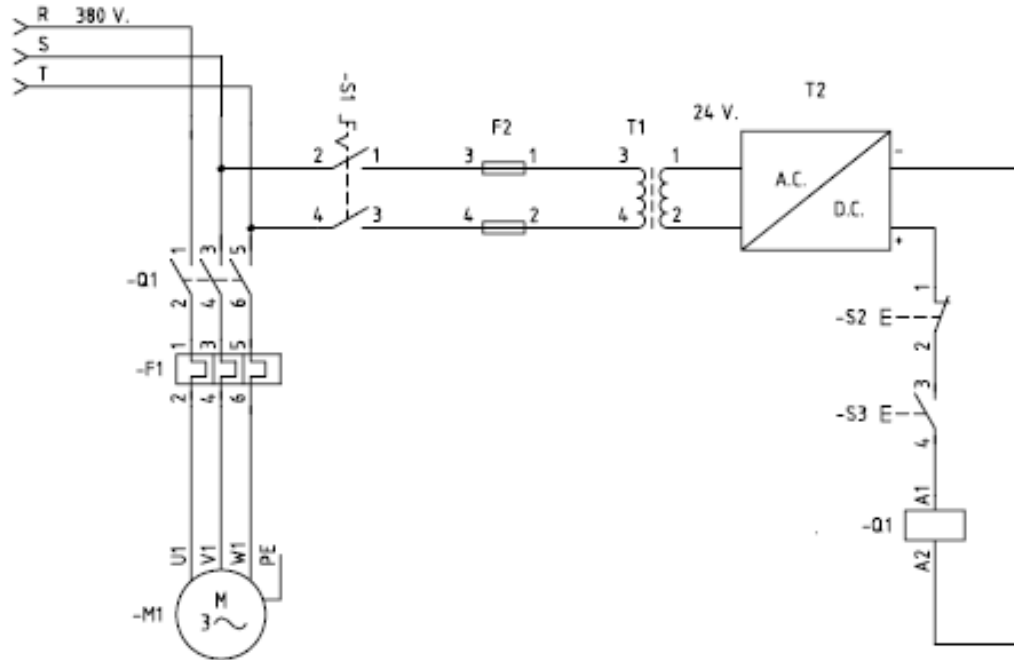 R 380 V.
S
T
-S1
F2
T1
24 V.
T2
2 1 3 1 3 1
A.C.
D.C.
-
+
4 3 4 2 4 2
1 3 5
-Q1
2 4 6
1 3 5
-F1
2 4 6
U1 V1 W1 PE
M
3
-M1
1
-S2 E
2
3
-S3 E
4
A1
-Q1
A2